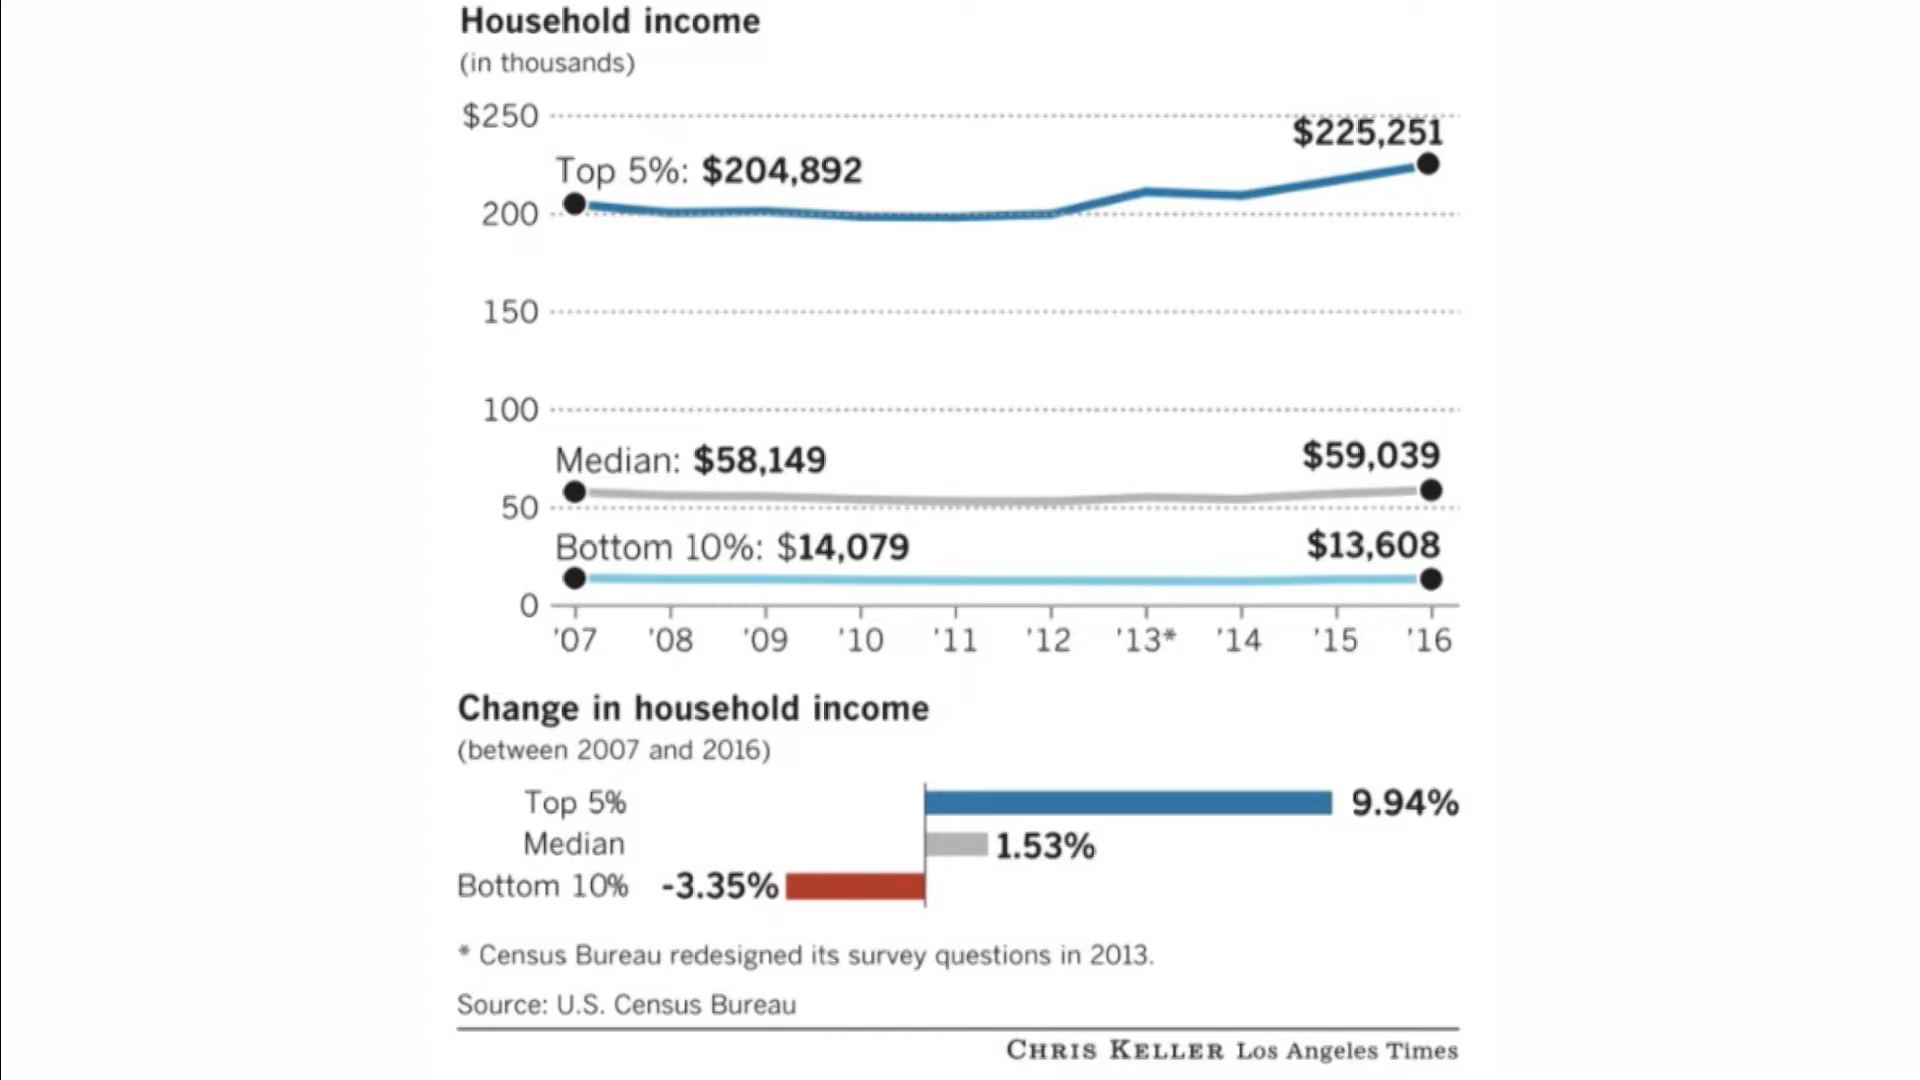 Household income
(in thousands)
$250
$225,251
Top 5%: $204,892
200
150
100
Median: $58,149
$59,039
50
Bottom 10%: $14,079
$13,608
0
'07 '08 '09 '10 '11 '12 '13* '14 '15 '16
Change in household income
(between 2007 and 2016)
Top 5% 9.94%
Median 1.53%
Bottom 10% -3.35%
* Census Bureau redesigned its survey questions in 2013.
Source: U.S. Census Bureau
CHRIS KELLER Los Angeles Times